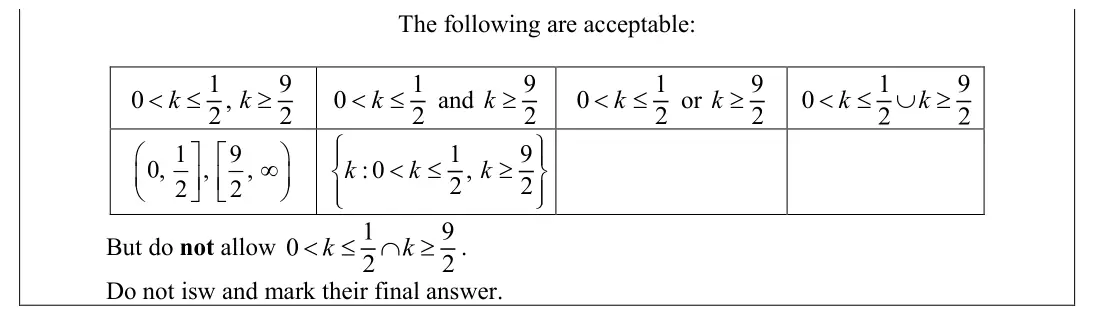 The following are acceptable:
0 < k ≤ 1/2, k ≥ 9/2 | 0 < k ≤ 1/2 and k ≥ 9/2 | 0 < k ≤ 1/2 or k ≥ 9/2 | 0 < k ≤ 1/2 ∪ k ≥ 9/2
(0, 1/2], [9/2, ∞) | {k : 0 < k ≤ 1/2, k ≥ 9/2}
But do not allow 0 < k ≤ 1/2 ∩ k ≥ 9/2.
Do not isw and mark their final answer.